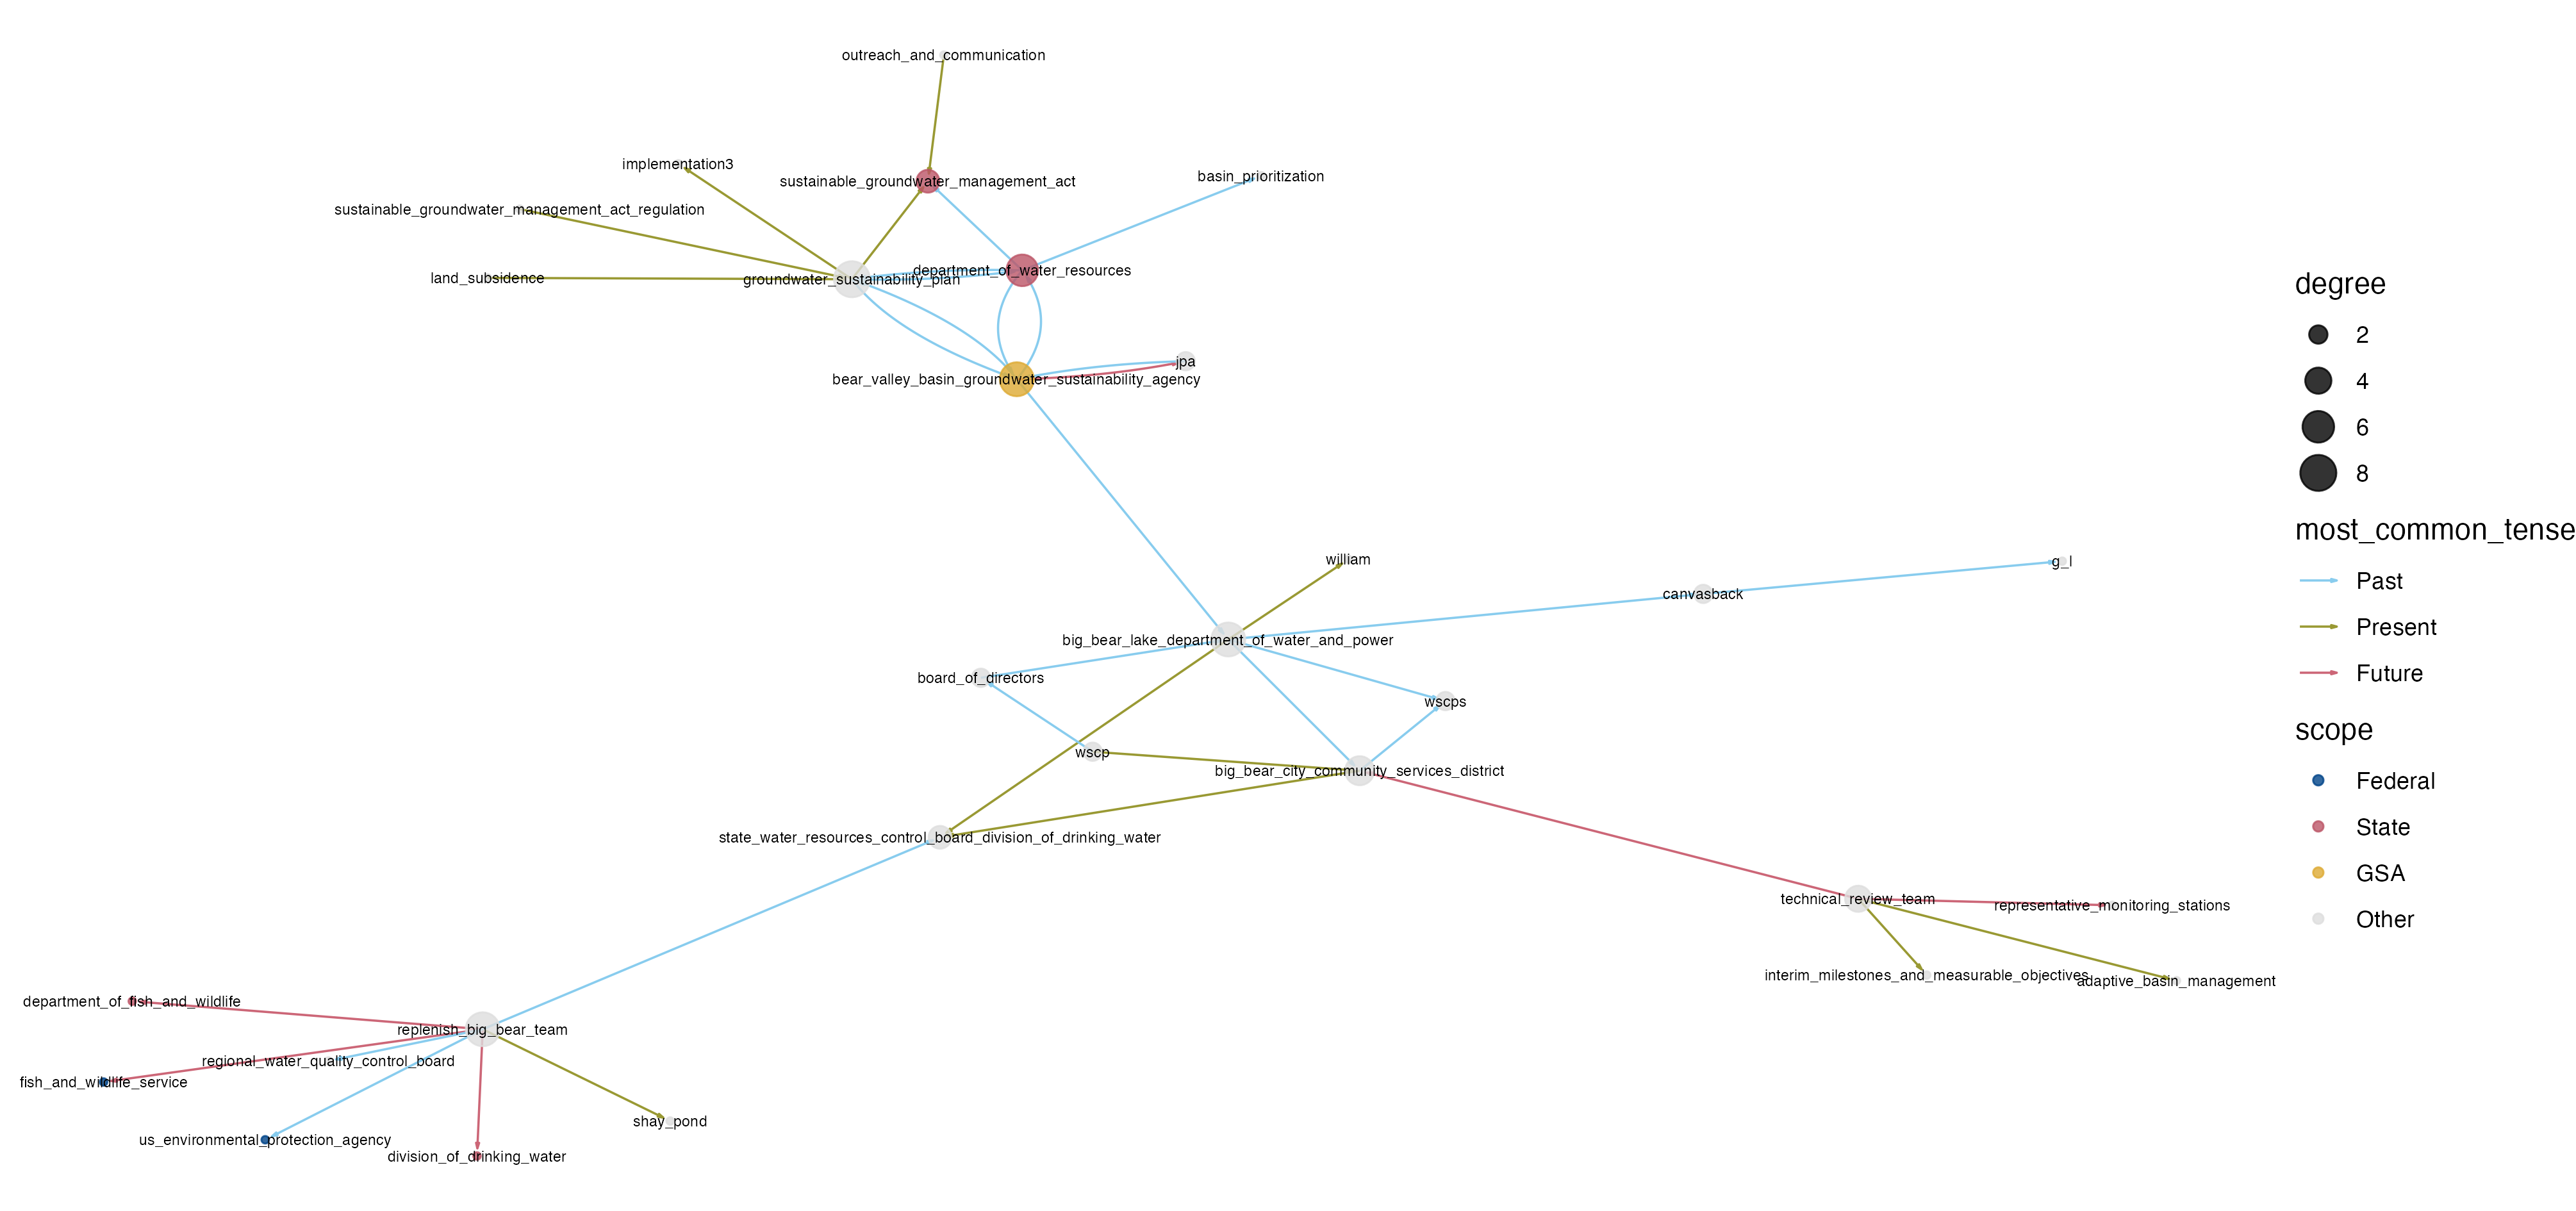 outreach_and_communication
implementation3
sustainable_groundwater_management_act
basin_prioritization
sustainable_groundwater_management_act_regulation
department_of_water_resources
land_subsidence
groundwater_sustainability_plan
jpa
bear_valley_basin_groundwater_sustainability_agency
william
g_l
canvasback
big_bear_lake_department_of_water_and_power
board_of_directors
wscps
wscp
big_bear_city_community_services_district
state_water_resources_control_board_division_of_drinking_water
technical_review_team
representative_monitoring_stations
interim_milestones_and_measurable_objectives
adaptive_basin_management
department_of_fish_and_wildlife
replenish_big_bear_team
regional_water_quality_control_board
fish_and_wildlife_service
shay_pond
us_environmental_protection_agency
division_of_drinking_water
degree
2
4
6
8
most_common_tense
Past
Present
Future
scope
Federal
State
GSA
Other